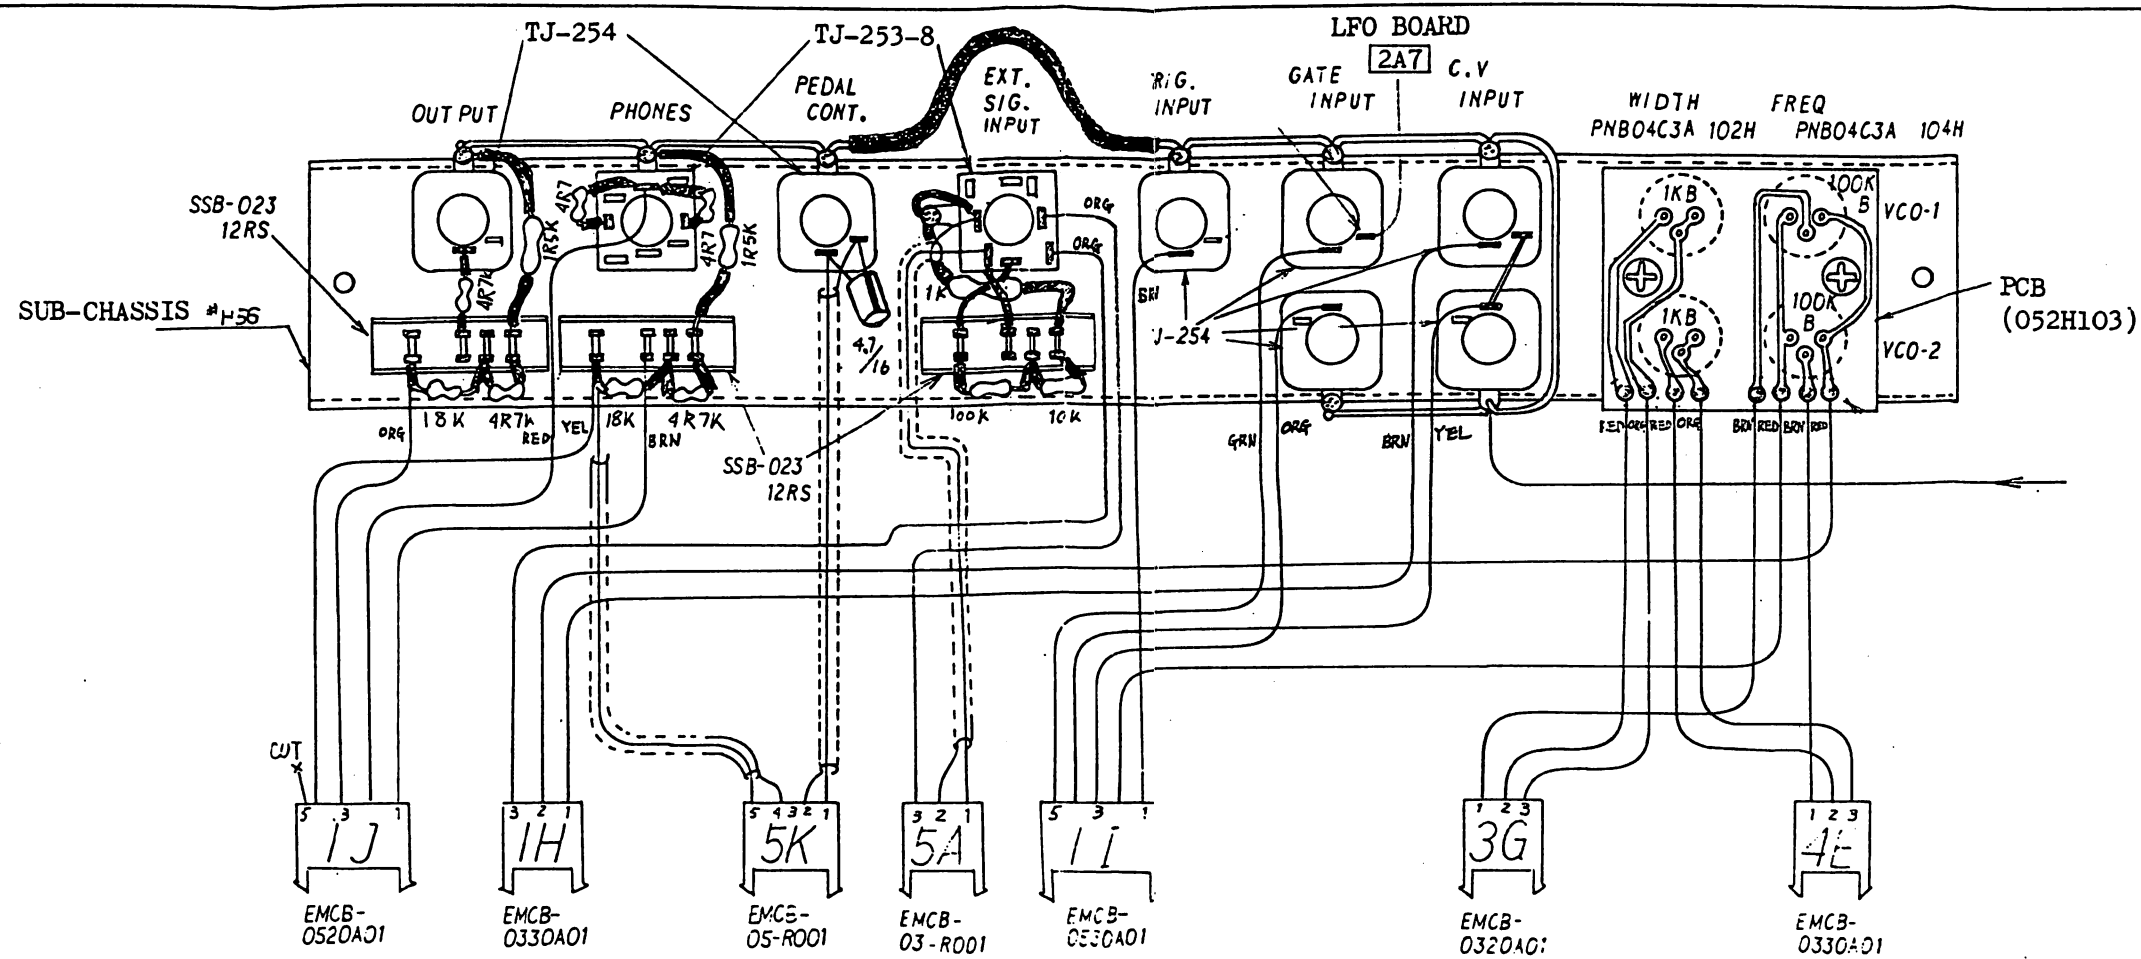 TJ-254
TJ-253-8
LFO BOARD
2A7
OUTPUT
PHONES
PEDAL
CONT.
EXT.
SIG.
INPUT
RIG.
INPUT
GATE
INPUT
C.V
INPUT
WIDTH
PNB04C3A 102H
FREQ
PNB04C3A 104H
SSB-023
12RS
SUB-CHASSIS
4R7K
1R5K
4R7
4R7
1R5K
4.7
/16
ORG
ORG
1K
BRN
J-254
1KB
100K
B
VCO-1
1KB
100K
B
VCO-2
PCB
(052H103)
18K
4R7K
18K
4R7K
100K
10K
ORG
RED
YEL
BRN
SSB-023
12RS
GRN
ORG
BRN
YEL
RED
ORG
RED
ORG
BRN
RED
BRN
RED
CUT
5 3 1
1J
3 2 1
1H
5 4 3 2 1
5K
3 2 1
5A
5 3 1
1I
1 2 3
3G
1 2 3
4E
EMCB-
0520A01
EMCB-
0330A01
EMCB-
05-R001
EMCB-
03-R001
EMCB-
0530A01
EMCB-
0320A01
EMCB-
0330A01